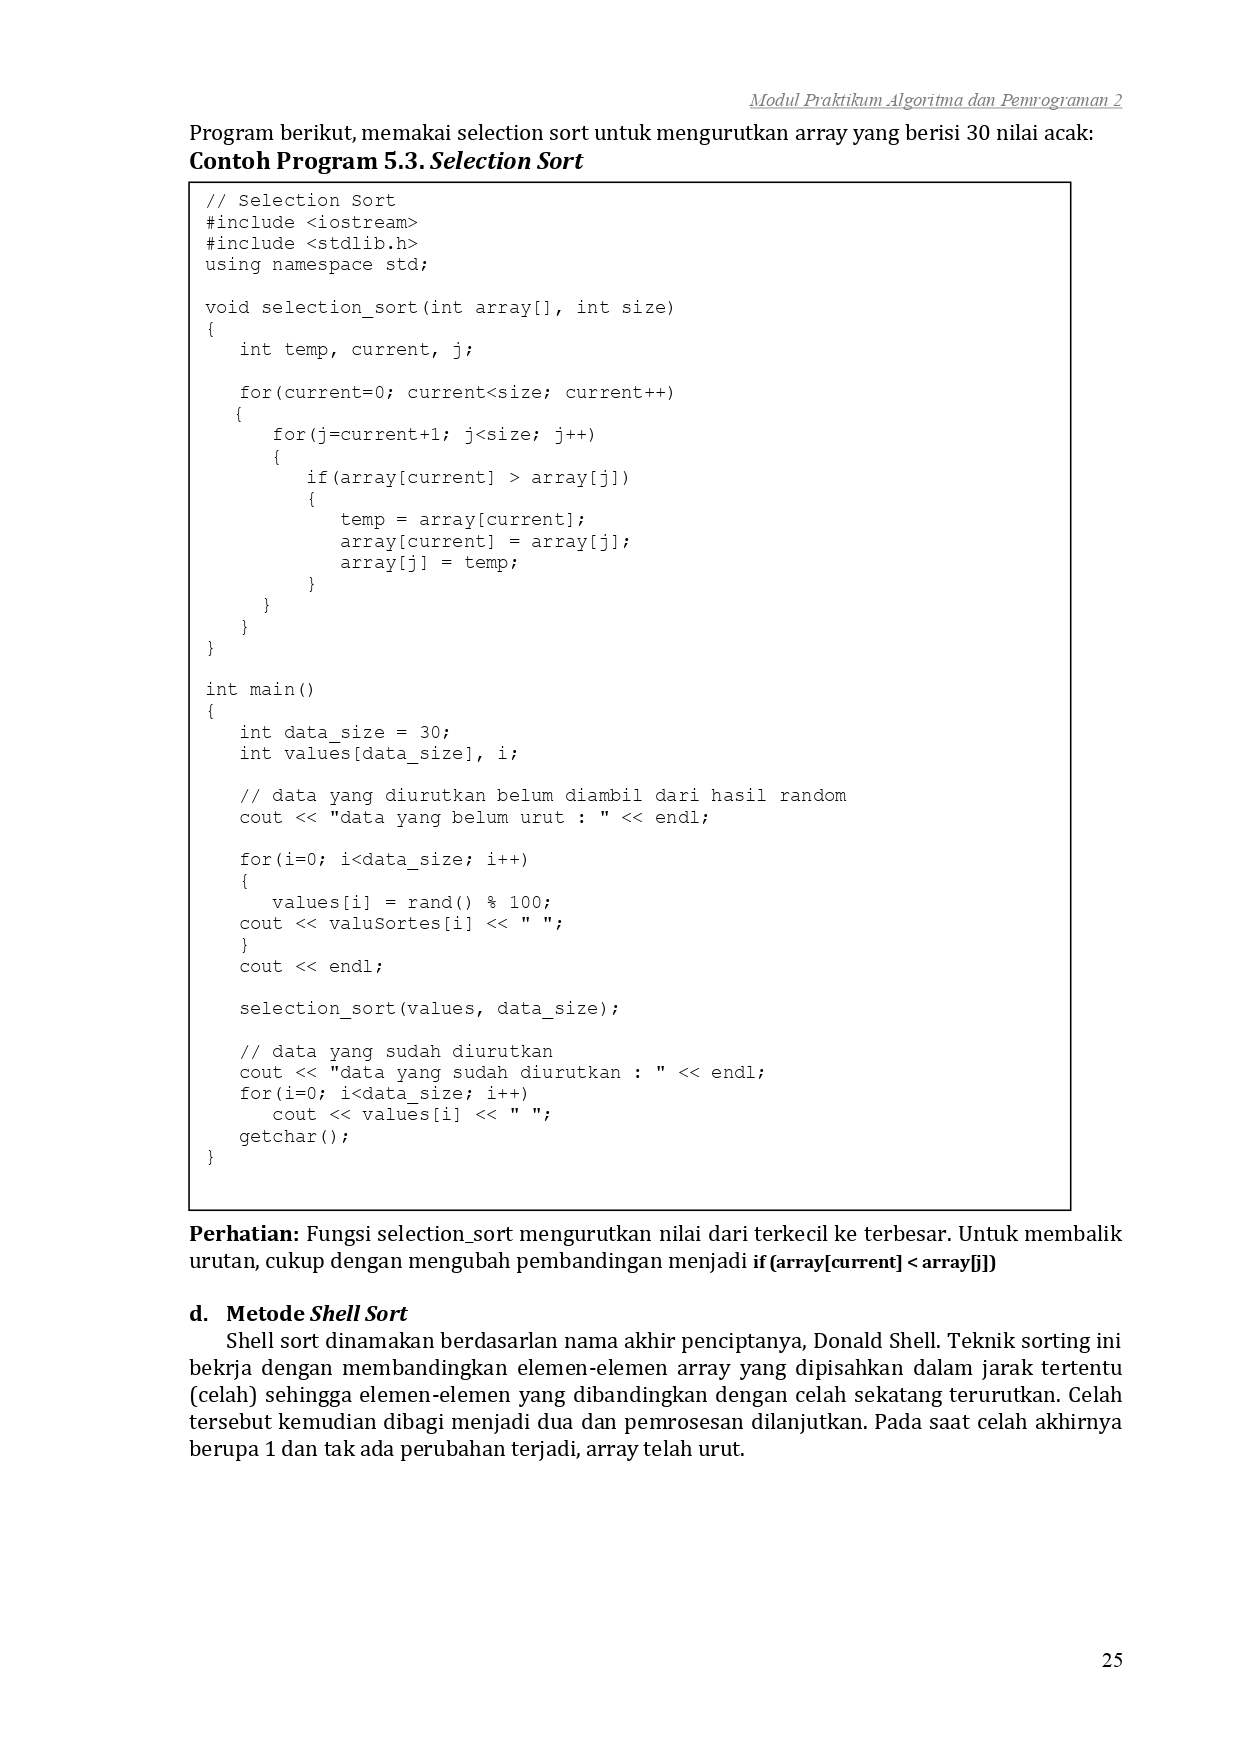 Modul Praktikum Algoritma dan Pemrograman 2
Program berikut, memakai selection sort untuk mengurutkan array yang berisi 30 nilai acak:
Contoh Program 5.3. Selection Sort
// Selection Sort
#include <iostream>
#include <stdlib.h>
using namespace std;
void selection_sort(int array[], int size)
{
int temp, current, j;
for(current=0; current<size; current++)
{
for(j=current+1; j<size; j++)
{
if(array[current] > array[j])
{
temp = array[current];
array[current] = array[j];
array[j] = temp;
}
}
}
}
int main()
{
int data_size = 30;
int values[data_size], i;
// data yang diurutkan belum diambil dari hasil random
cout << "data yang belum urut : " << endl;
for(i=0; i<data_size; i++)
{
values[i] = rand() % 100;
cout << valuSortes[i] << " ";
}
cout << endl;
selection_sort(values, data_size);
// data yang sudah diurutkan
cout << "data yang sudah diurutkan : " << endl;
for(i=0; i<data_size; i++)
cout << values[i] << " ";
getchar();
}
Perhatian: Fungsi selection_sort mengurutkan nilai dari terkecil ke terbesar. Untuk membalik
urutan, cukup dengan mengubah pembandingan menjadi if (array[current] < array[j])
d. Metode Shell Sort
Shell sort dinamakan berdasarlan nama akhir penciptanya, Donald Shell. Teknik sorting ini
bekrja dengan membandingkan elemen-elemen array yang dipisahkan dalam jarak tertentu
(celah) sehingga elemen-elemen yang dibandingkan dengan celah sekatang terurutkan. Celah
tersebut kemudian dibagi menjadi dua dan pemrosesan dilanjutkan. Pada saat celah akhirnya
berupa 1 dan tak ada perubahan terjadi, array telah urut.
25